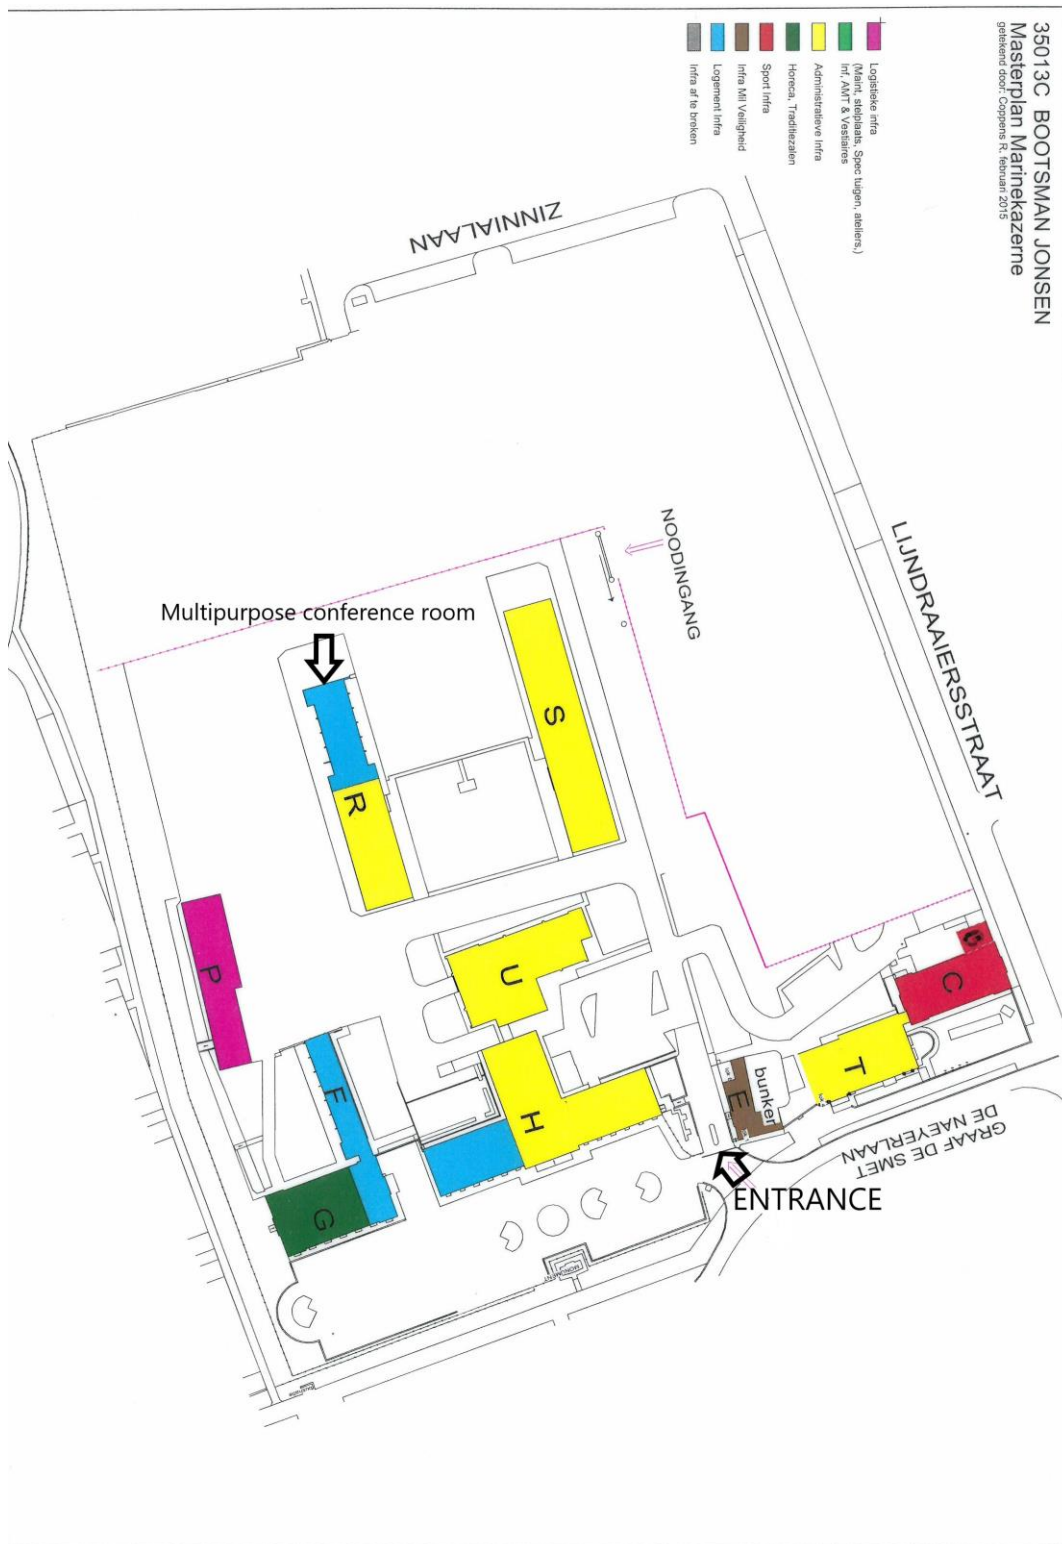 35013C BOOTSMAN JONSEN
Masterplan Marinekazerne
getekend door: Coppens R. februari 2015
Logistieke infra
(Maint, stelplaats, Spec tuigen, ateliers,)
Inf, AMT & Vestiaires
Administratieve Infra
Horeca, Traditiezalen
Sport Infra
Infra Mil Veiligheid
Logement Infra
Infra af te breken
ZINNIALAAN
LIJNDRAAIERSSTRAAT
NOODINGANG
Multipurpose conference room
S
R
P
U
H
F
G
C
T
E
bunker
GRAAF DE SMET
DE NAEYERLAAN
ENTRANCE
MONUMENT